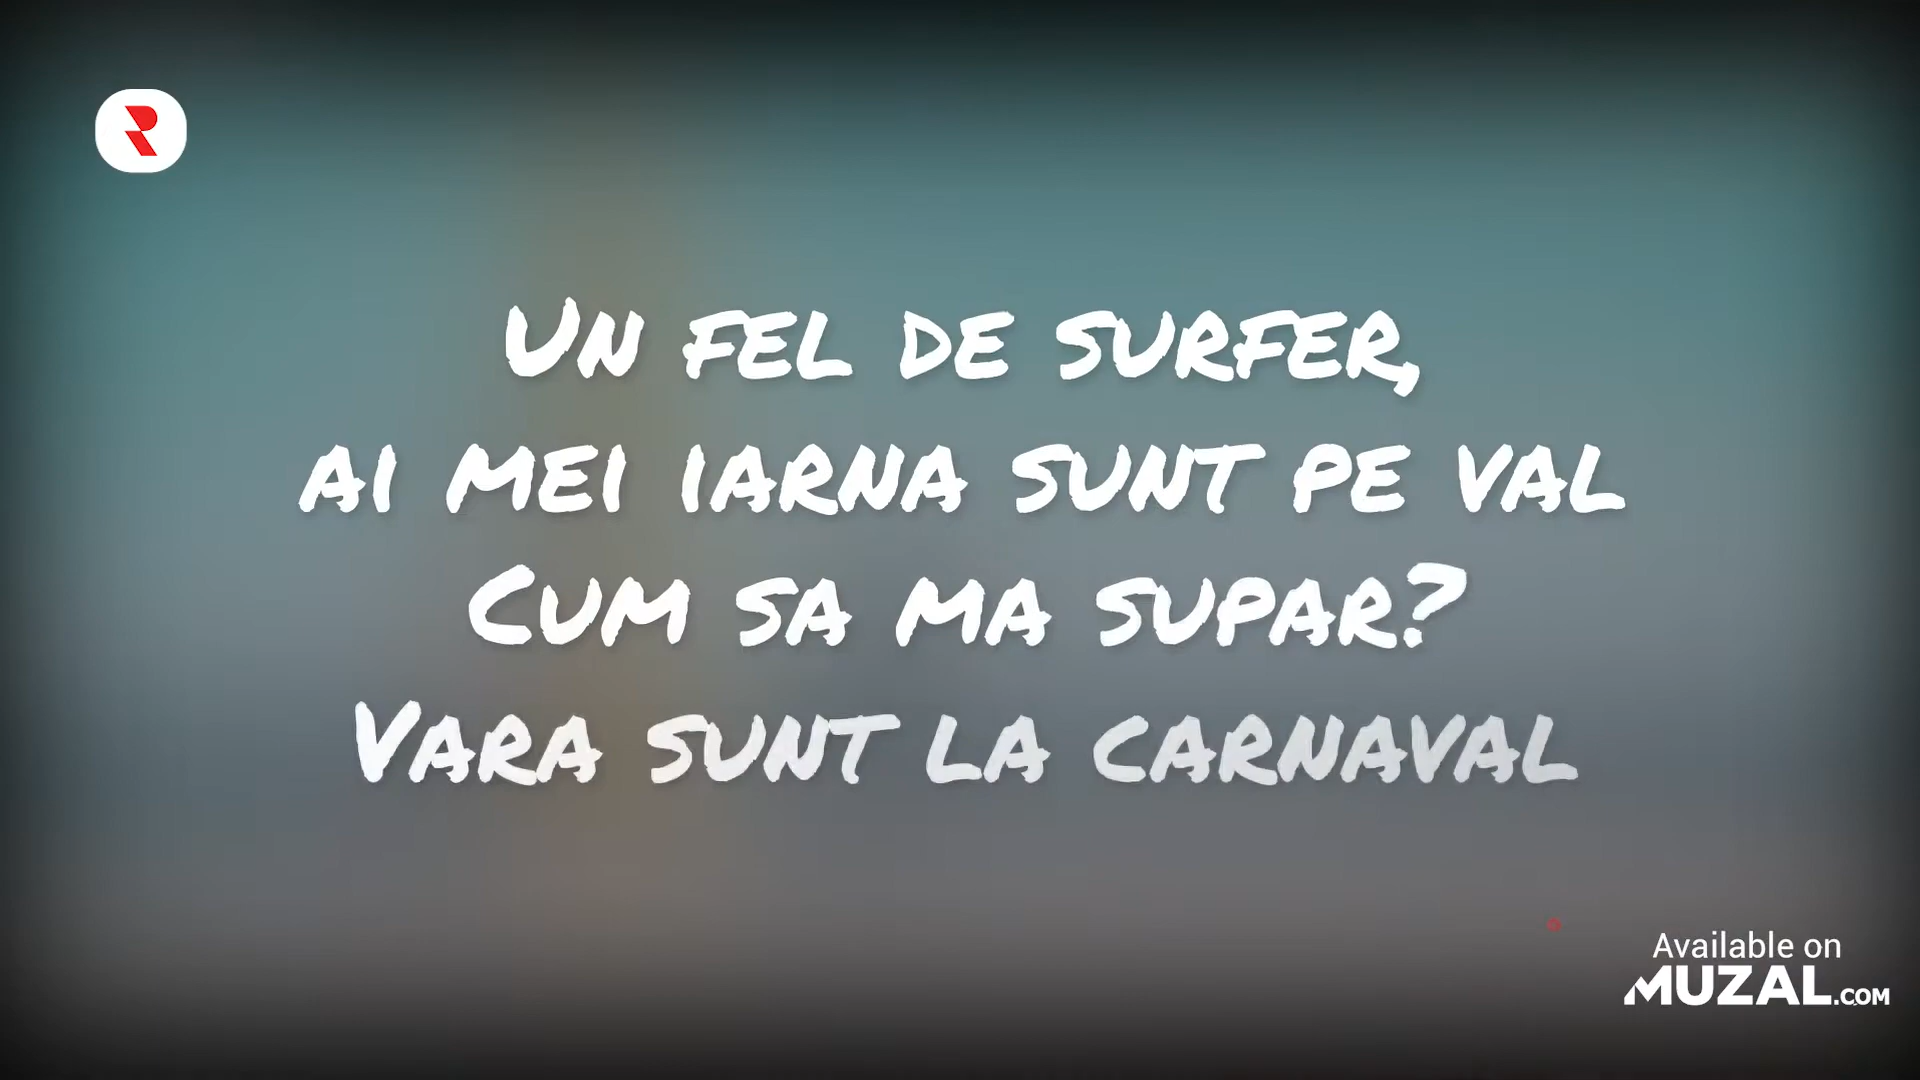 Un fel de surfer,
ai mei iarna sunt pe val
Cum sa ma supar?
Vara sunt la carnaval
Available on
MUZAL.COM